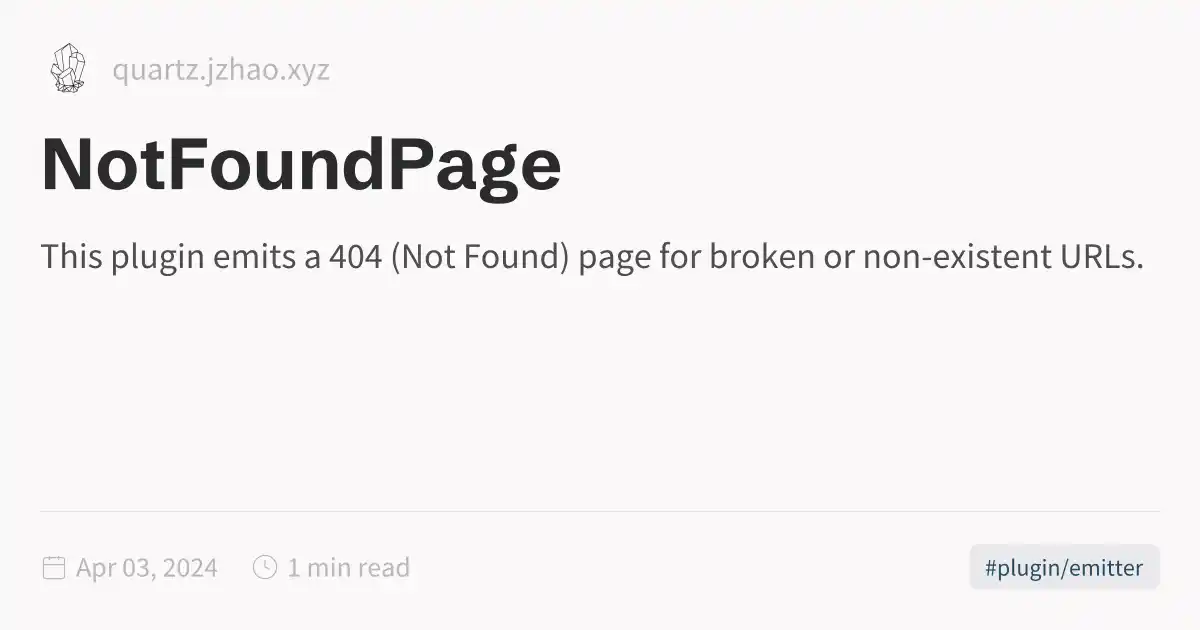 quartz.jzhao.xyz
NotFoundPage
This plugin emits a 404 (Not Found) page for broken or non-existent URLs.
Apr 03, 2024 1 min read #plugin/emitter